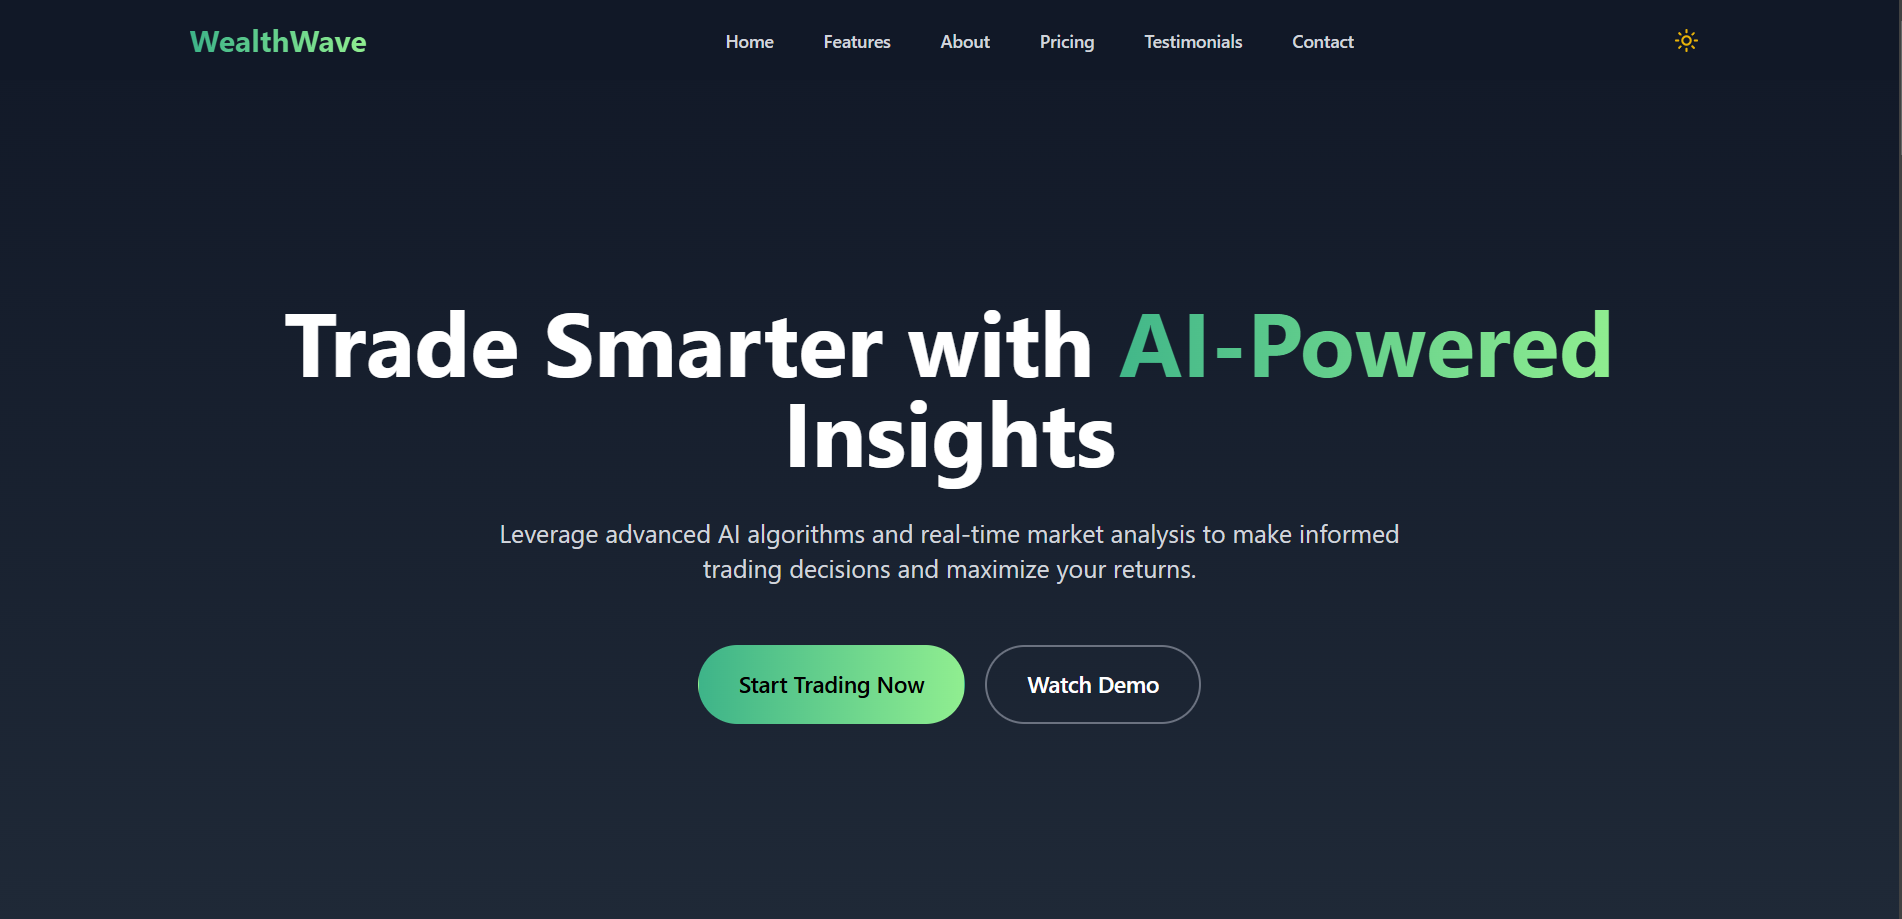 WealthWave
Home
Features
About
Pricing
Testimonials
Contact
Trade Smarter with AI-Powered
Insights
Leverage advanced AI algorithms and real-time market analysis to make informed
trading decisions and maximize your returns.
Start Trading Now
Watch Demo